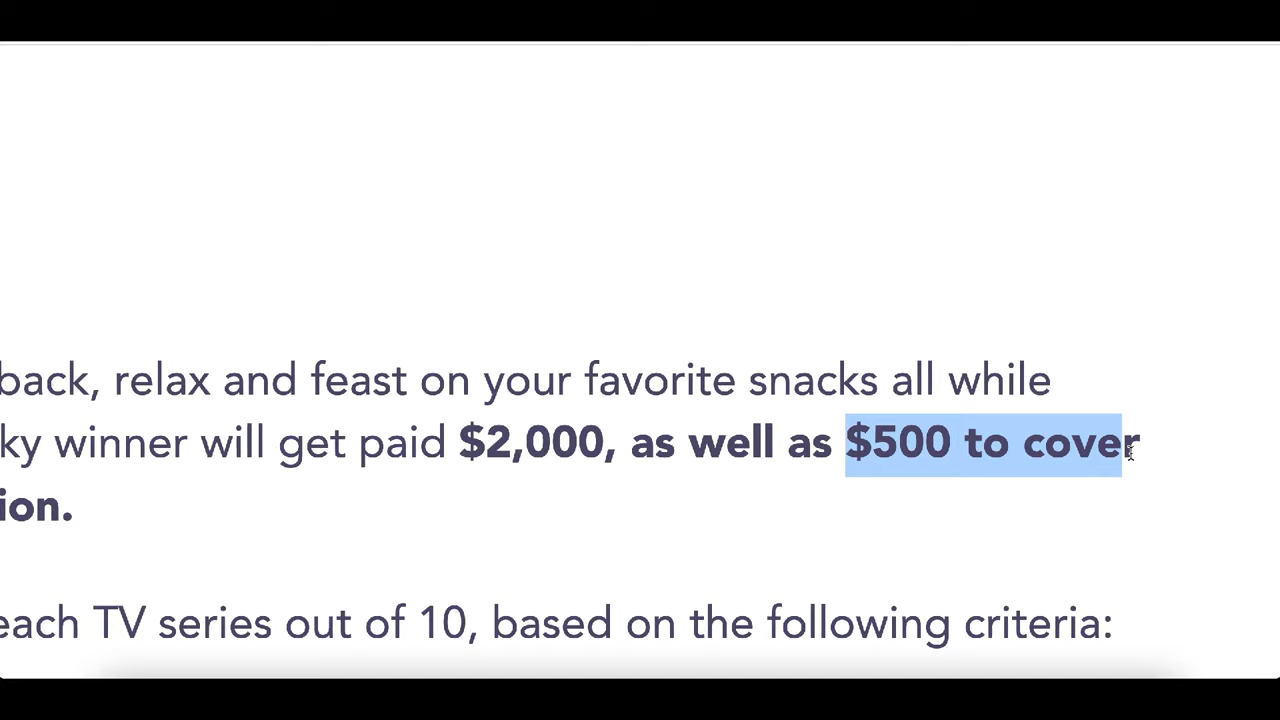 back, relax and feast on your favorite snacks all while
ky winner will get paid $2,000, as well as $500 to cover
ion.
each TV series out of 10, based on the following criteria: